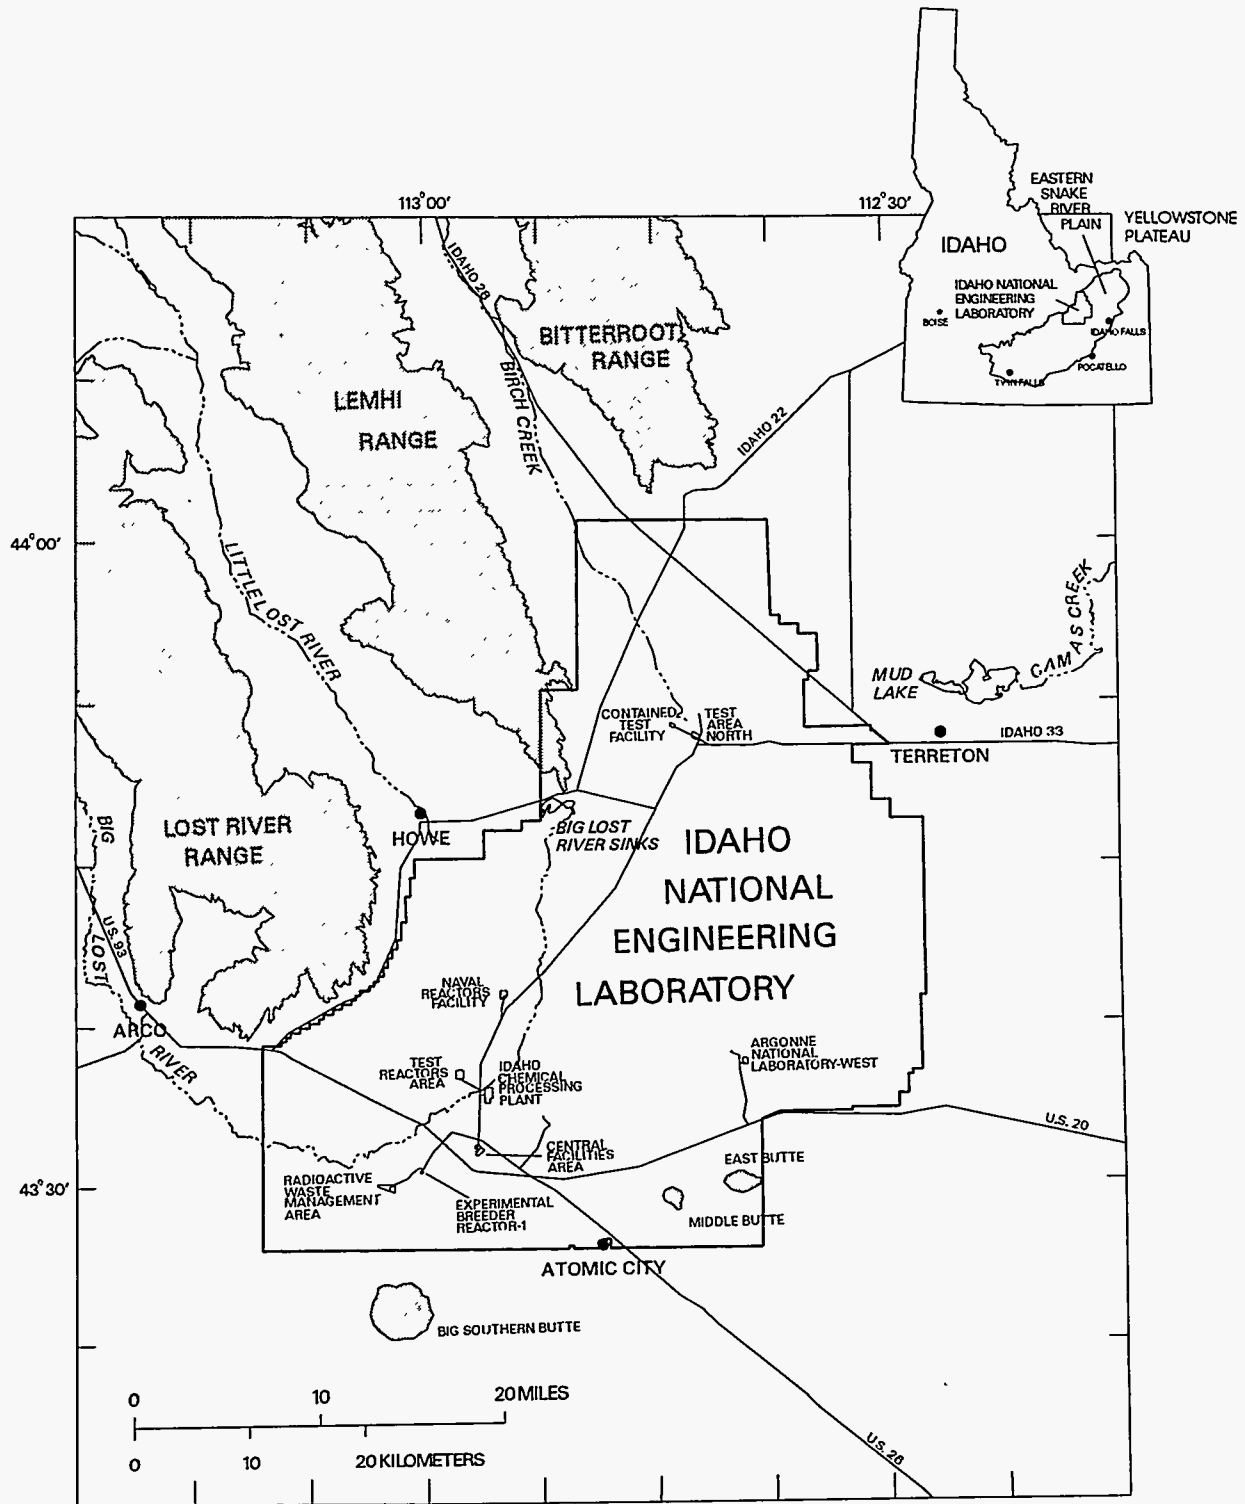 113°00'
112°30'
EASTERN
SNAKE
RIVER
PLAIN
YELLOWSTONE
PLATEAU
IDAHO
IDAHO NATIONAL
ENGINEERING
LABORATORY
BOISE
IDAHO FALLS
POCATELLO
TWIN FALLS
IDAHO 28
BITTERROOT
RANGE
BIRCH CREEK
LEMHI
RANGE
IDAHO 22
44°00'
LITTLE LOST RIVER
CAMAS CREEK
MUD
LAKE
CONTAINED
TEST
FACILITY
TEST
AREA
NORTH
IDAHO 33
TERRETON
BIG
LOST
RIVER
LOST RIVER
RANGE
HOWE
BIG LOST
RIVER SINKS
IDAHO
NATIONAL
ENGINEERING
LABORATORY
U.S. 93
NAVAL
REACTORS
FACILITY
ARCO
TEST
REACTORS
AREA
IDAHO
CHEMICAL
PROCESSING
PLANT
ARGONNE
NATIONAL
LABORATORY-WEST
U.S. 20
CENTRAL
FACILITIES
AREA
EAST BUTTE
43°30'
RADIOACTIVE
WASTE
MANAGEMENT
AREA
EXPERIMENTAL
BREEDER
REACTOR-1
MIDDLE BUTTE
ATOMIC CITY
BIG SOUTHERN BUTTE
0 10 20 MILES
0 10 20 KILOMETERS
U.S. 26